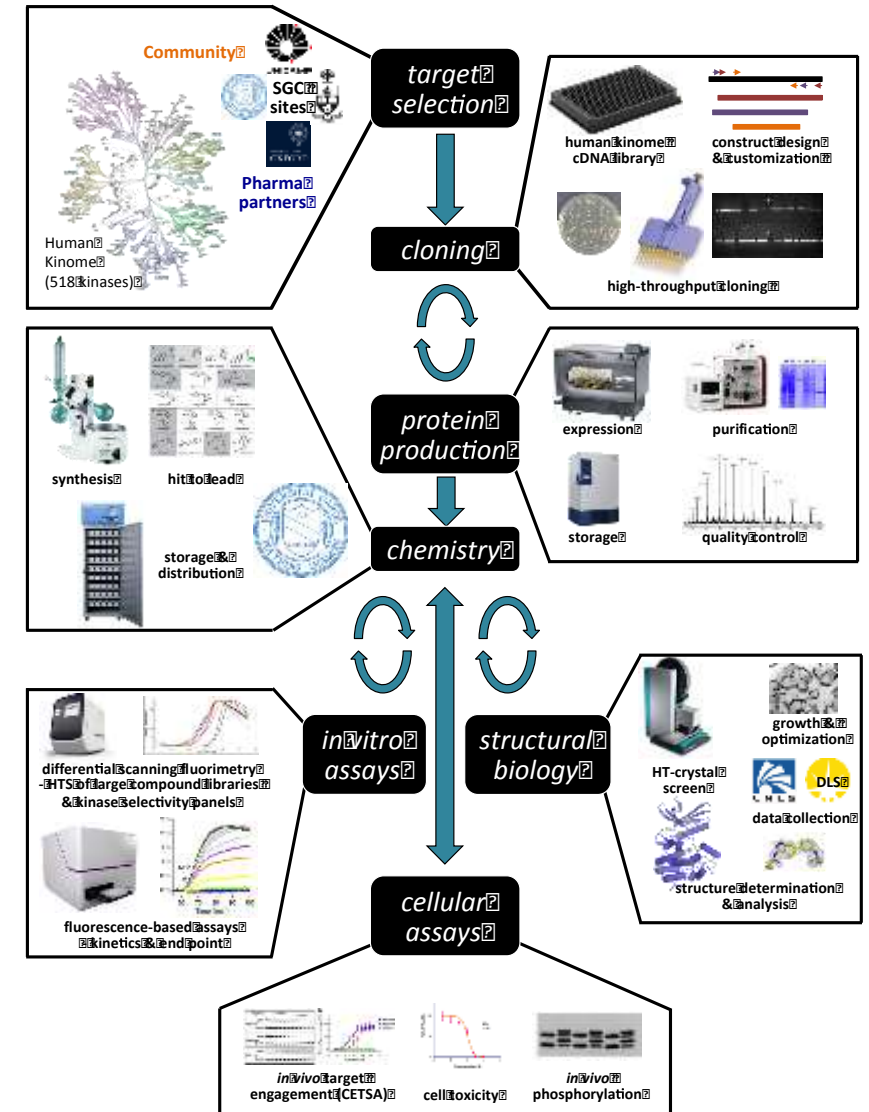 Community
UNICAMP
SGC
sites
Pharma
partners
Human
Kinome
(518 kinases)
target
selection
human kinome
cDNA library
construct design
& customization
high-throughput cloning
cloning
synthesis
hit to lead
storage &
distribution
protein
production
chemistry
expression
purification
storage
quality control
in vitro
assays
structural
biology
differential scanning fluorimetry
- HTS of large compound libraries
& kinase selectivity panels
fluorescence-based assays
- kinetics & end point
HT-crystal
screen
growth &
optimization
LNLS
DLS
data collection
structure determination
& analysis
cellular
assays
in vivo target
engagement (CETSA)
cell toxicity
in vivo
phosphorylation